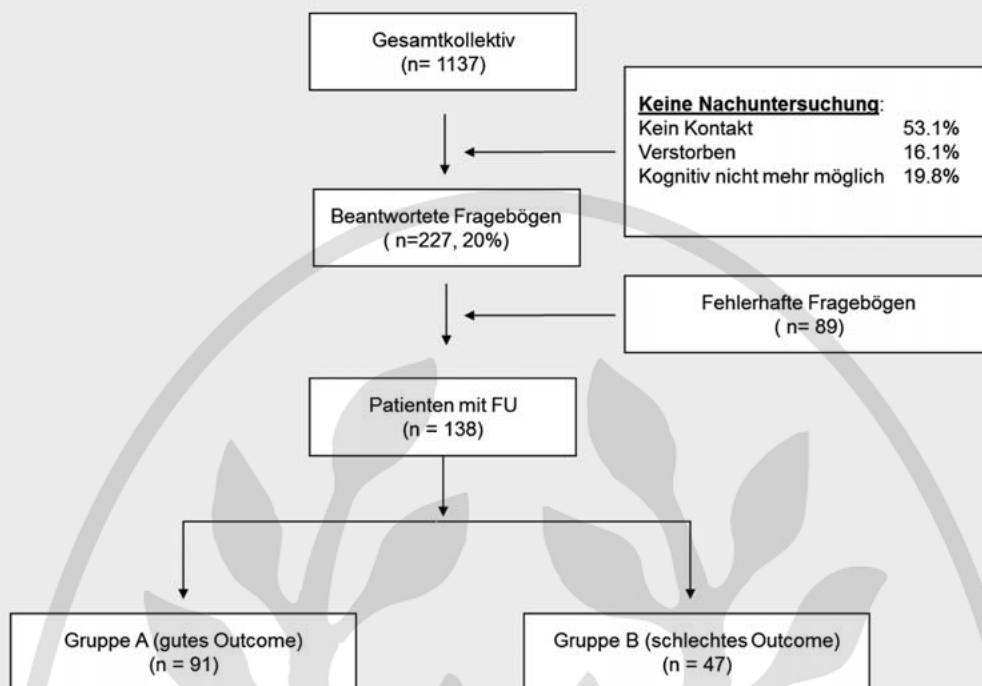 Gesamtkollektiv
(n= 1137)
Keine Nachuntersuchung:
Kein Kontakt 53.1%
Verstorben 16.1%
Kognitiv nicht mehr möglich 19.8%
Beantwortete Fragebögen
( n=227, 20%)
Fehlerhafte Fragebögen
( n= 89)
Patienten mit FU
(n = 138)
Gruppe A (gutes Outcome)
(n = 91)
Gruppe B (schlechtes Outcome)
(n = 47)